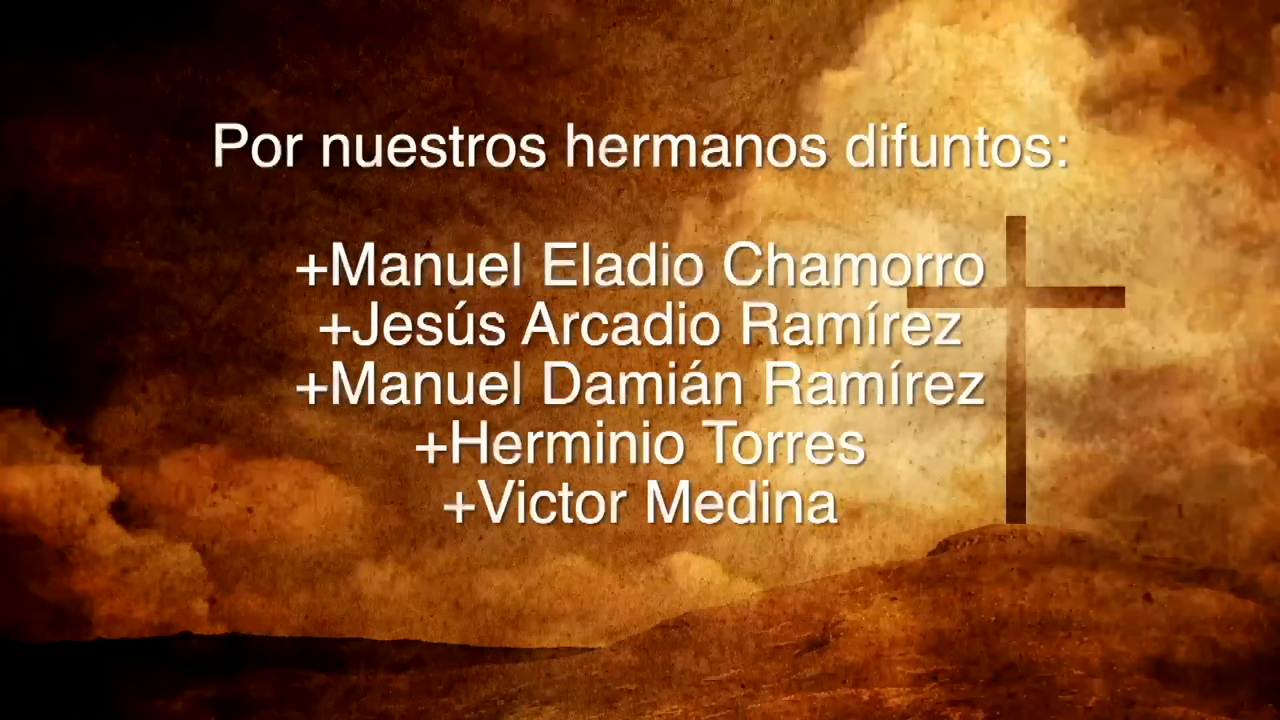 Por nuestros hermanos difuntos:
+Manuel Eladio Chamorro
+Jesús Arcadio Ramírez
+Manuel Damián Ramírez
+Herminio Torres
+Victor Medina